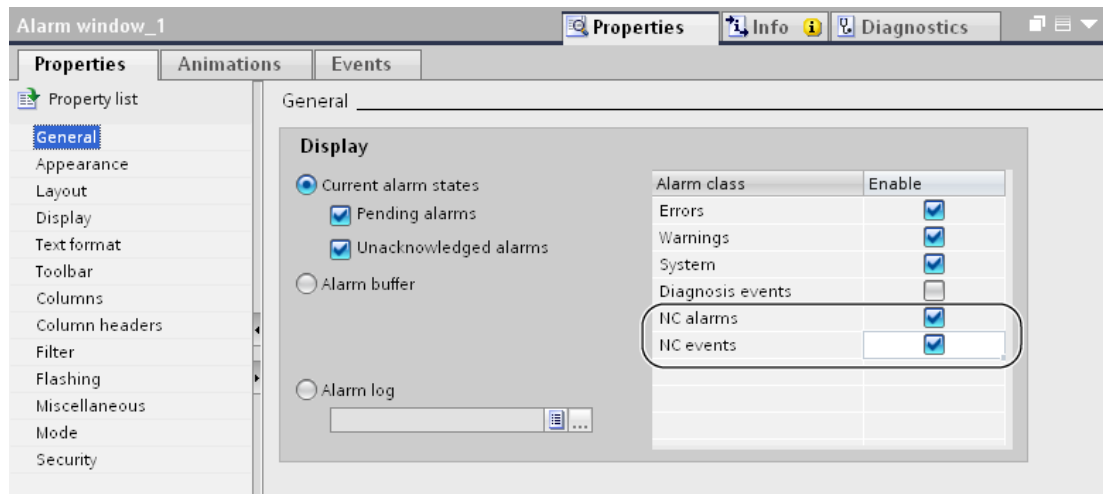 Alarm window_1
Properties
Info
Diagnostics
Properties
Animations
Events
Property list
General
Appearance
Layout
Display
Text format
Toolbar
Columns
Column headers
Filter
Flashing
Miscellaneous
Mode
Security
General
Display
Current alarm states
Pending alarms
Unacknowledged alarms
Alarm buffer
Alarm log
...
Alarm class Enable
Errors
Warnings
System
Diagnosis events
NC alarms
NC events